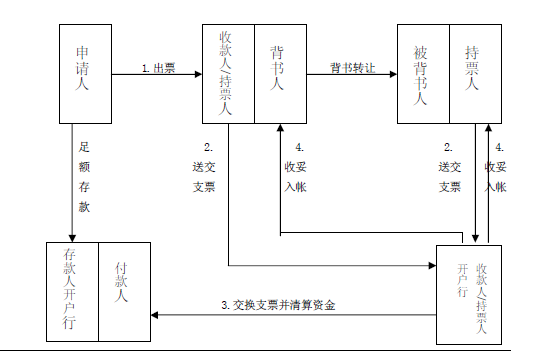 申请人
1.出票
收款人/持票人
背书人
背书转让
被背书人
持票人
足额存款
2.
送交
支票
4.
收妥
入帐
2.
送交
支票
4.
收妥
入帐
存款人开户行
付款人
3.交换支票并清算资金
收款人/持票人
开户行